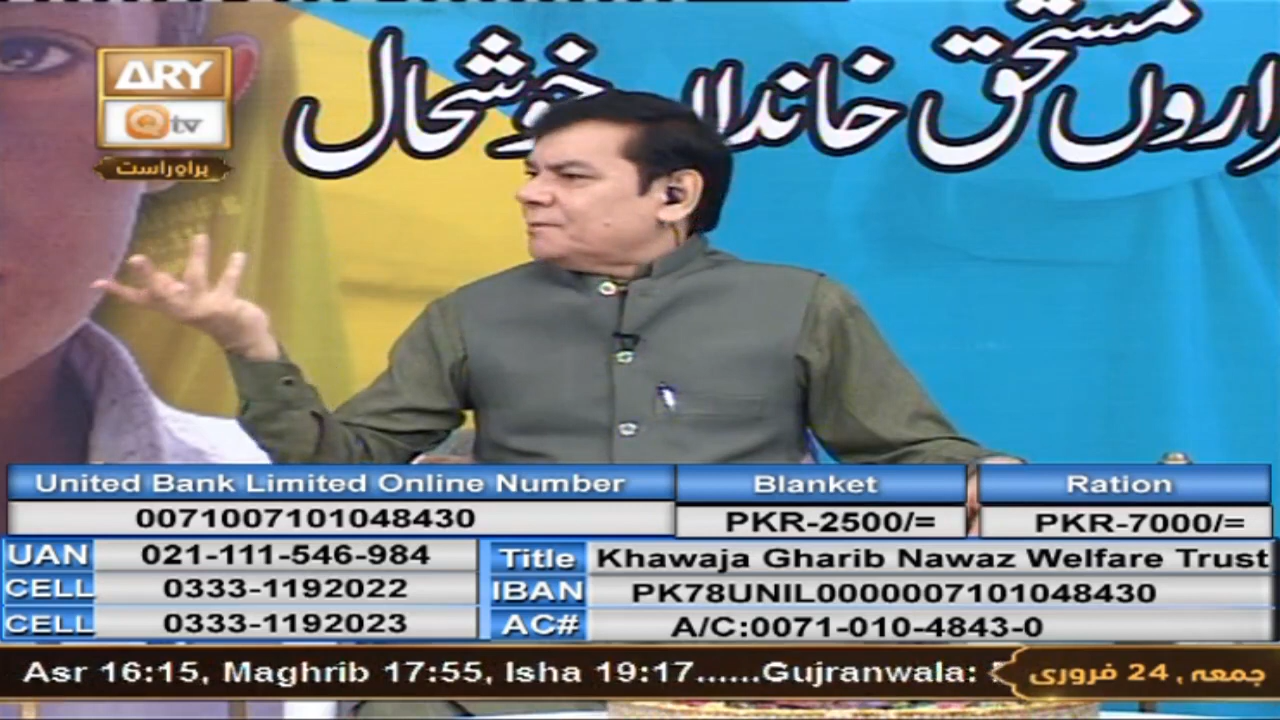 مستحق خاندان خوشحال
ARY
Qtv
براہِ راست
United Bank Limited Online Number
Blanket
Ration
0071007101048430
PKR-2500/=
PKR-7000/=
UAN
021-111-546-984
Title
Khawaja Gharib Nawaz Welfare Trust
CELL
0333-1192022
IBAN
PK78UNIL0000007101048430
CELL
0333-1192023
AC#
A/C:0071-010-4843-0
Asr 16:15, Maghrib 17:55, Isha 19:17......Gujranwala:
جمعہ , 24 فروری